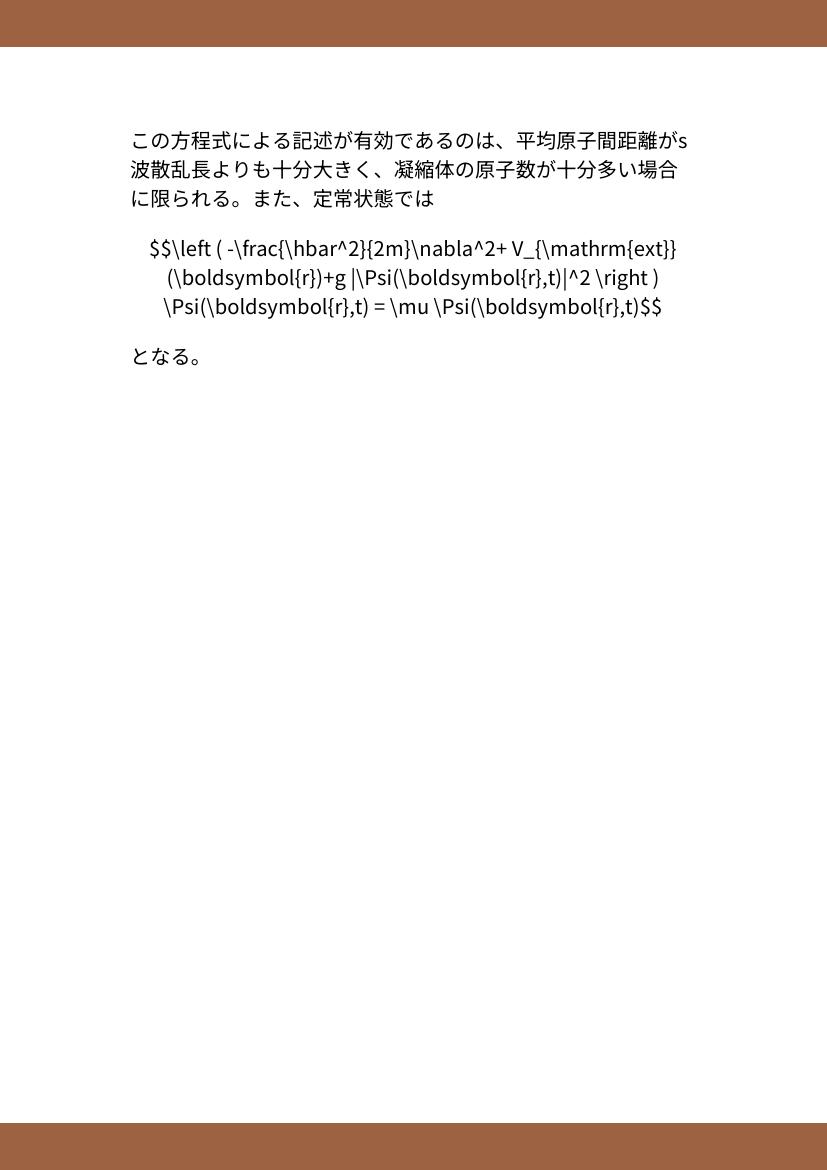 この方程式による記述が有効であるのは、平均原子間距離がs
波散乱長よりも十分大きく、凝縮体の原子数が十分多い場合
に限られる。また、定常状態では
$$\left ( -\frac{\hbar^2}{2m}\nabla^2+ V_{\mathrm{ext}}
(\boldsymbol{r})+g |\Psi(\boldsymbol{r},t)|^2 \right )
\Psi(\boldsymbol{r},t) = \mu \Psi(\boldsymbol{r},t)$$
となる。